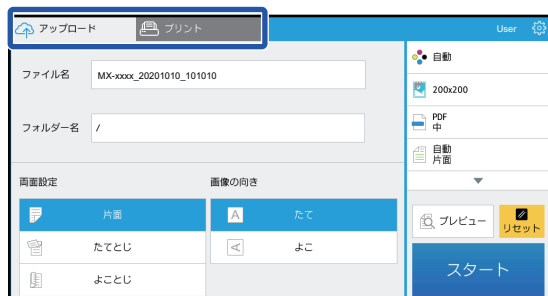 アップロード
プリント
User
ファイル名
MX-xxxx_20201010_101010
フォルダー名
/
両面設定
画像の向き
片面
たてとじ
よことじ
A
たて
A
よこ
自動
200x200
PDF
中
自動
片面
プレビュー
リセット
スタート